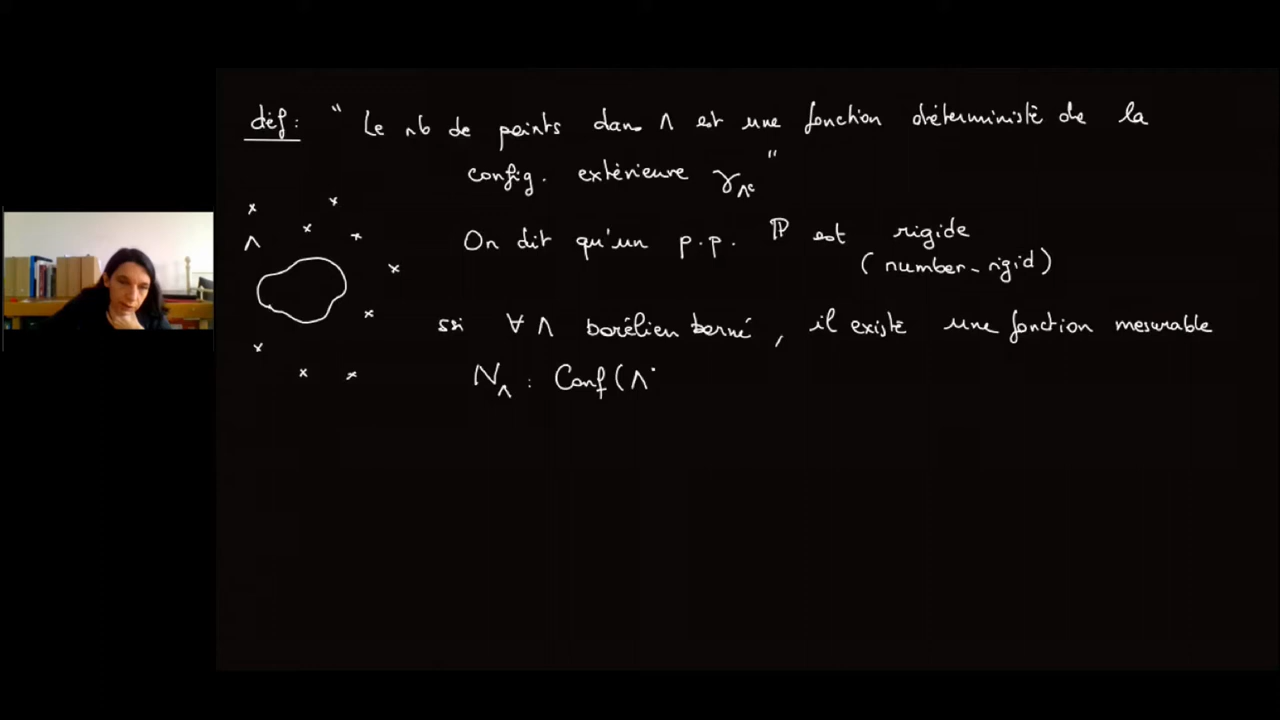 déf: " Le nb de points dans Λ est une fonction déterministe de la
config. extérieure γ_Λᶜ "
Λ
On dit qu'un p.p. ℙ est rigide
(number-rigid)
ssi ∀ Λ borélien borné, il existe une fonction mesurable
N_Λ : Conf(Λ